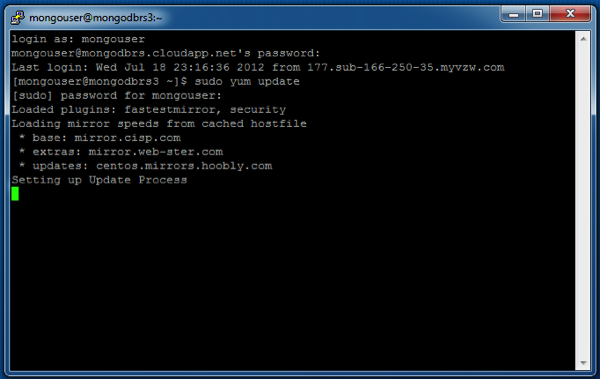 mongouser@mongodbrs3:~
login as: mongouser
mongouser@mongodbrs.cloudapp.net's password:
Last login: Wed Jul 18 23:16:36 2012 from 177.sub-166-250-35.myvzw.com
[mongouser@mongodbrs3 ~]$ sudo yum update
[sudo] password for mongouser:
Loaded plugins: fastestmirror, security
Loading mirror speeds from cached hostfile
 * base: mirror.cisp.com
 * extras: mirror.web-ster.com
 * updates: centos.mirrors.hoobly.com
Setting up Update Process